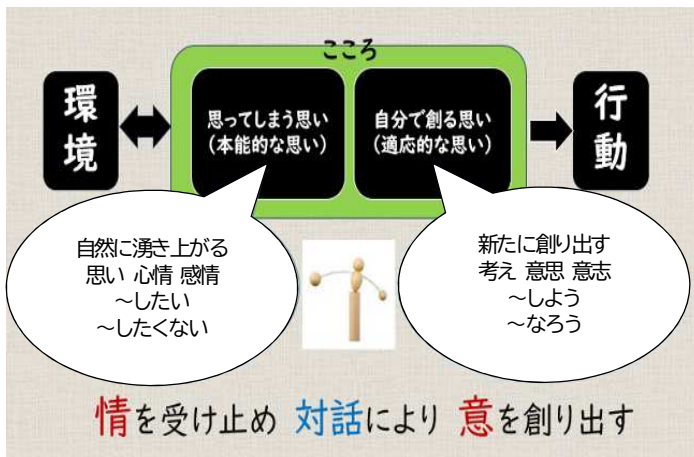 こころ
環境
思ってしまう思い
(本能的な思い)
自分で創る思い
(適応的な思い)
行動
自然に湧き上がる
思い 心情 感情
～したい
～したくない
新たに創り出す
考え 意思 意志
～しよう
～なろう
情を受け止め 対話により 意を創り出す